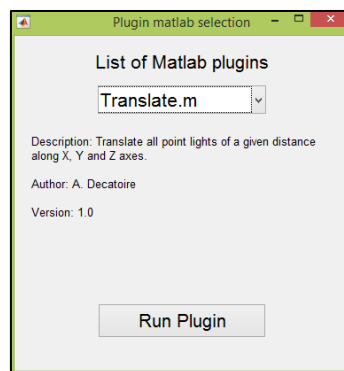 Plugin matlab selection
List of Matlab plugins
Translate.m
Description: Translate all point lights of a given distance
along X, Y and Z axes.
Author: A. Decatoire
Version: 1.0
Run Plugin